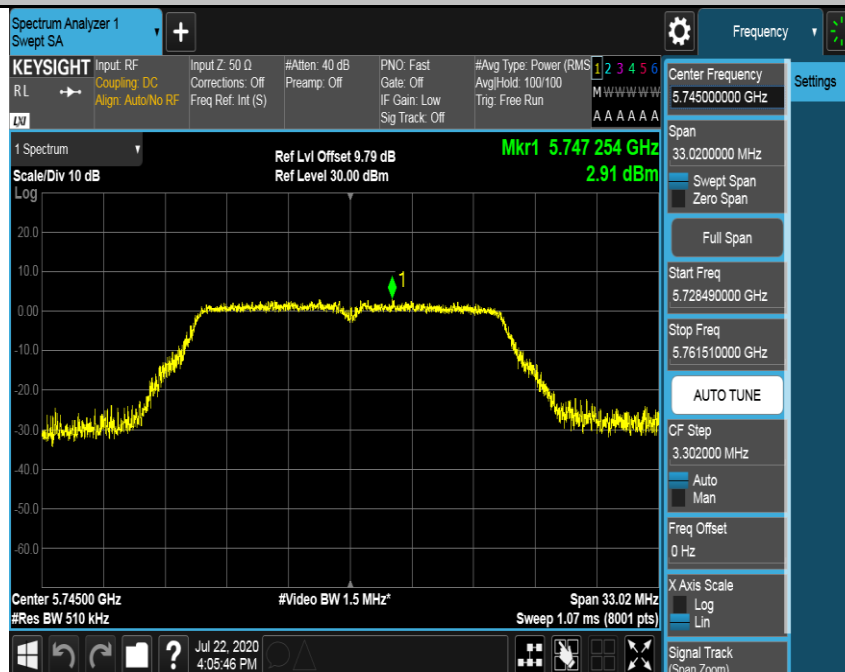 Spectrum Analyzer 1
Swept SA
+
Frequency
KEYSIGHT
RL
LXI
Input: RF
Coupling: DC
Align: Auto/No RF
Input Z: 50 Ω
Corrections: Off
Freq Ref: Int (S)
#Atten: 40 dB
Preamp: Off
PNO: Fast
Gate: Off
IF Gain: Low
Sig Track: Off
#Avg Type: Power (RMS
Avg|Hold: 100/100
Trig: Free Run
1 2 3 4 5 6
M W W W W W
A A A A A A
Center Frequency
5.745000000 GHz
Settings
Span
33.0200000 MHz
Swept Span
Zero Span
Full Span
Start Freq
5.728490000 GHz
Stop Freq
5.761510000 GHz
AUTO TUNE
CF Step
3.302000 MHz
Auto
Man
Freq Offset
0 Hz
X Axis Scale
Log
Lin
Signal Track
(Span Zoom)
1 Spectrum
Scale/Div 10 dB
Log
Ref Lvl Offset 9.79 dB
Ref Level 30.00 dBm
Mkr1 5.747 254 GHz
2.91 dBm
20.0
10.0
1
0.00
-10.0
-20.0
-30.0
-40.0
-50.0
-60.0
Center 5.74500 GHz
#Res BW 510 kHz
#Video BW 1.5 MHz*
Span 33.02 MHz
Sweep 1.07 ms (8001 pts)
?
Jul 22, 2020
4:05:46 PM